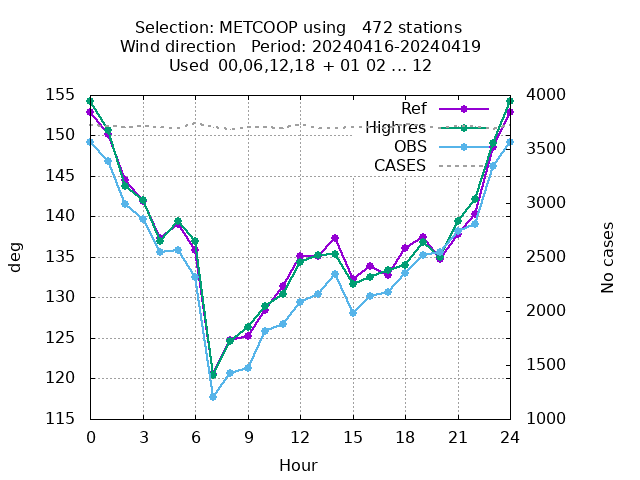 Selection: METCOOP using   472 stations
Wind direction   Period: 20240416-20240419
Used  00,06,12,18  + 01 02 ... 12
155
150
145
140
135
130
125
120
115
deg
4000
3500
3000
2500
2000
1500
1000
No cases
Ref
Highres
OBS
CASES
0 3 6 9 12 15 18 21 24
Hour